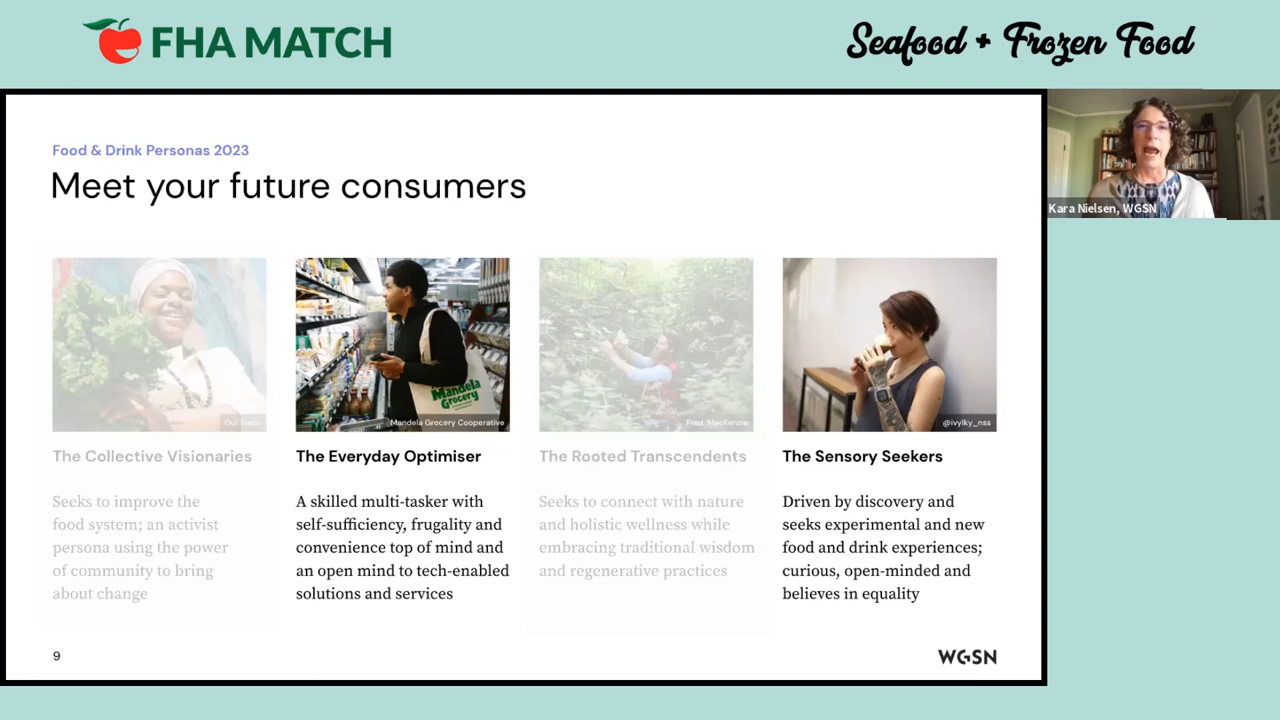 FHA MATCH
Seafood + Frozen Food
Food & Drink Personas 2023
Meet your future consumers
Kara Nielsen, WGSN
Our Place
Mandela
Grocery
Mandela Grocery Cooperative
Fred MacKenzie
@ivylky_nss
The Collective Visionaries
Seeks to improve the
food system; an activist
persona using the power
of community to bring
about change
The Everyday Optimiser
A skilled multi-tasker with
self-sufficiency, frugality and
convenience top of mind and
an open mind to tech-enabled
solutions and services
The Rooted Transcendents
Seeks to connect with nature
and holistic wellness while
embracing traditional wisdom
and regenerative practices
The Sensory Seekers
Driven by discovery and
seeks experimental and new
food and drink experiences;
curious, open-minded and
believes in equality
9
WGSN